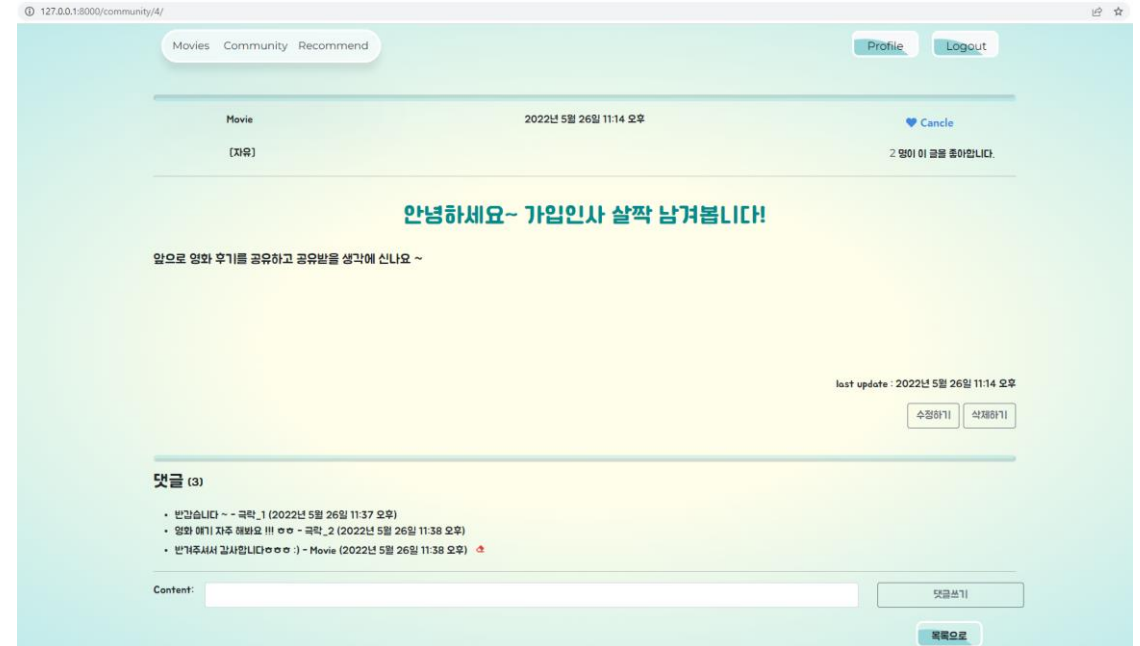 127.0.0.1:8000/community/4/
Movies Community Recommend Profile Logout
Movie 2022년 5월 26일 11:14 오후 Cancle
[자유] 2 명이 이 글을 좋아합니다.
안녕하세요~ 가입인사 살짝 남겨봅니다!
앞으로 영화 후기를 공유하고 공유받을 생각에 신나요 ~
last update : 2022년 5월 26일 11:14 오후
수정하기 삭제하기
댓글 (3)
• 반갑습니다 ~ - 극락_1 (2022년 5월 26일 11:37 오후)
• 영화 얘기 자주 해봐요 !!! ㅎㅎ - 극락_2 (2022년 5월 26일 11:38 오후)
• 반겨주셔서 감사합니다ㅎㅎㅎ :) - Movie (2022년 5월 26일 11:38 오후)
Content: 댓글쓰기
목록으로